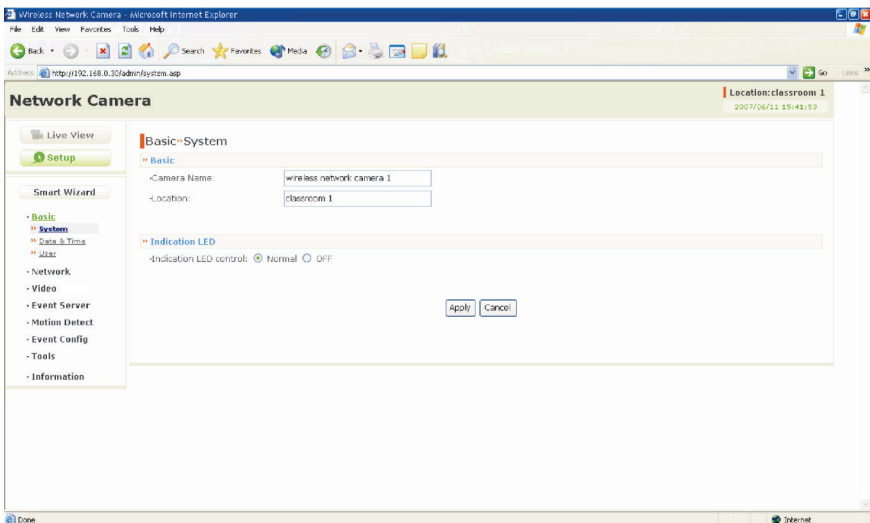 Wireless Network Camera - Microsoft Internet Explorer
File Edit View Favorites Tools Help
Back Search Favorites Media
Address http://192.168.0.30/admin/system.asp Go Links »
Network Camera
Location:classroom 1
2007/06/11 15:41:53
Live View
Setup
Smart Wizard
Basic
System
Date & Time
User
Network
Video
Event Server
Motion Detect
Event Config
Tools
Information
Basic»System
» Basic
Camera Name: wireless network camera 1
Location: classroom 1
» Indication LED
Indication LED control: Normal OFF
Apply Cancel
Done Internet